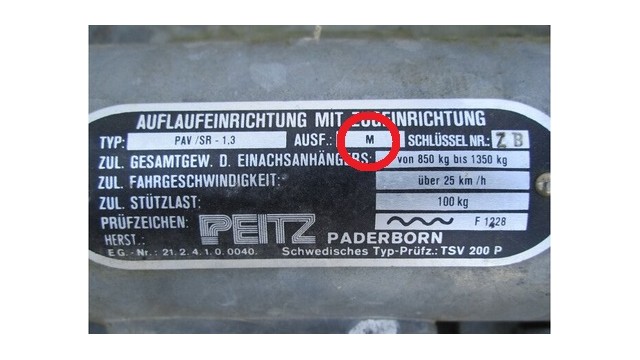 AUFLAUFEINRICHTUNG MIT ZUGEINRICHTUNG
TYP: PAV/SR-1,3 AUSF.: M SCHLÜSSEL NR.: Z B
ZUL. GESAMTGEW. D. EINACHSANHÄNGERS: von 850 kg bis 1350 kg
ZUL. FAHRGESCHWINDIGKEIT: über 25 km/h
ZUL. STÜTZLAST: 100 kg
PRÜFZEICHEN: F 1228
HERST.: PEITZ PADERBORN
EG.-Nr.: 21.2.4.1.0.0040. Schwedisches Typ-Prüfz.: TSV 200 P